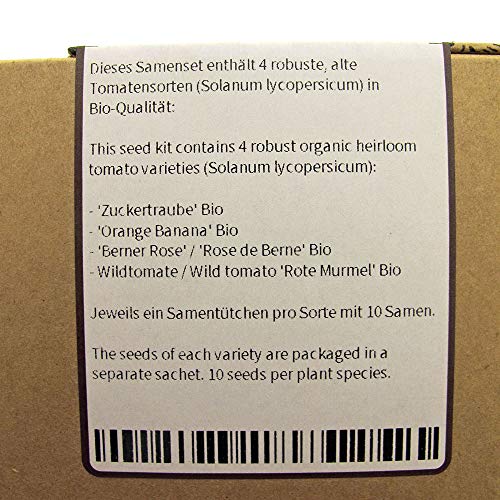 Dieses Samenset enthält 4 robuste, alte
Tomatensorten (Solanum lycopersicum) in
Bio-Qualität:
This seed kit contains 4 robust organic heirloom
tomato varieties (Solanum lycopersicum):
- 'Zuckertraube' Bio
- 'Orange Banana' Bio
- 'Berner Rose' / 'Rose de Berne' Bio
- Wildtomate / Wild tomato 'Rote Murmel' Bio
Jeweils ein Samentütchen pro Sorte mit 10 Samen.
The seeds of each variety are packaged in a
separate sachet. 10 seeds per plant species.